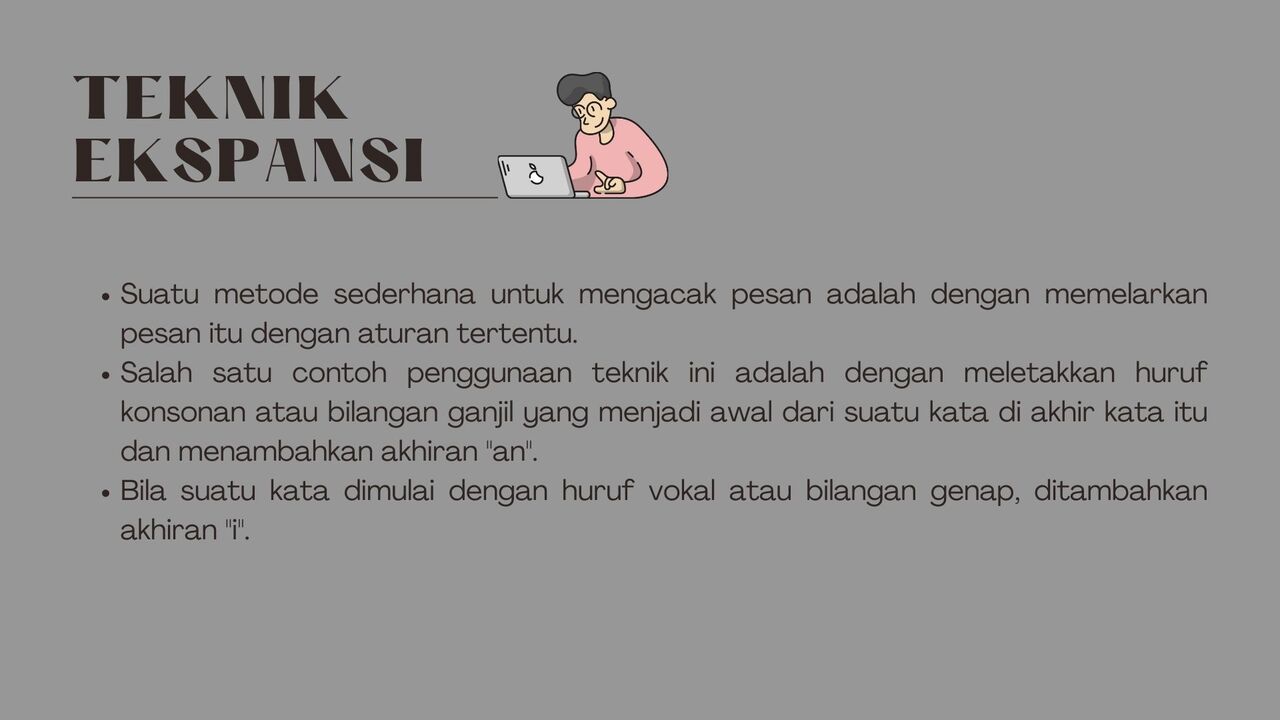 TEKNIK
EKSPANSI
• Suatu metode sederhana untuk mengacak pesan adalah dengan memelarkan
pesan itu dengan aturan tertentu.
• Salah satu contoh penggunaan teknik ini adalah dengan meletakkan huruf
konsonan atau bilangan ganjil yang menjadi awal dari suatu kata di akhir kata itu
dan menambahkan akhiran "an".
• Bila suatu kata dimulai dengan huruf vokal atau bilangan genap, ditambahkan
akhiran "i".